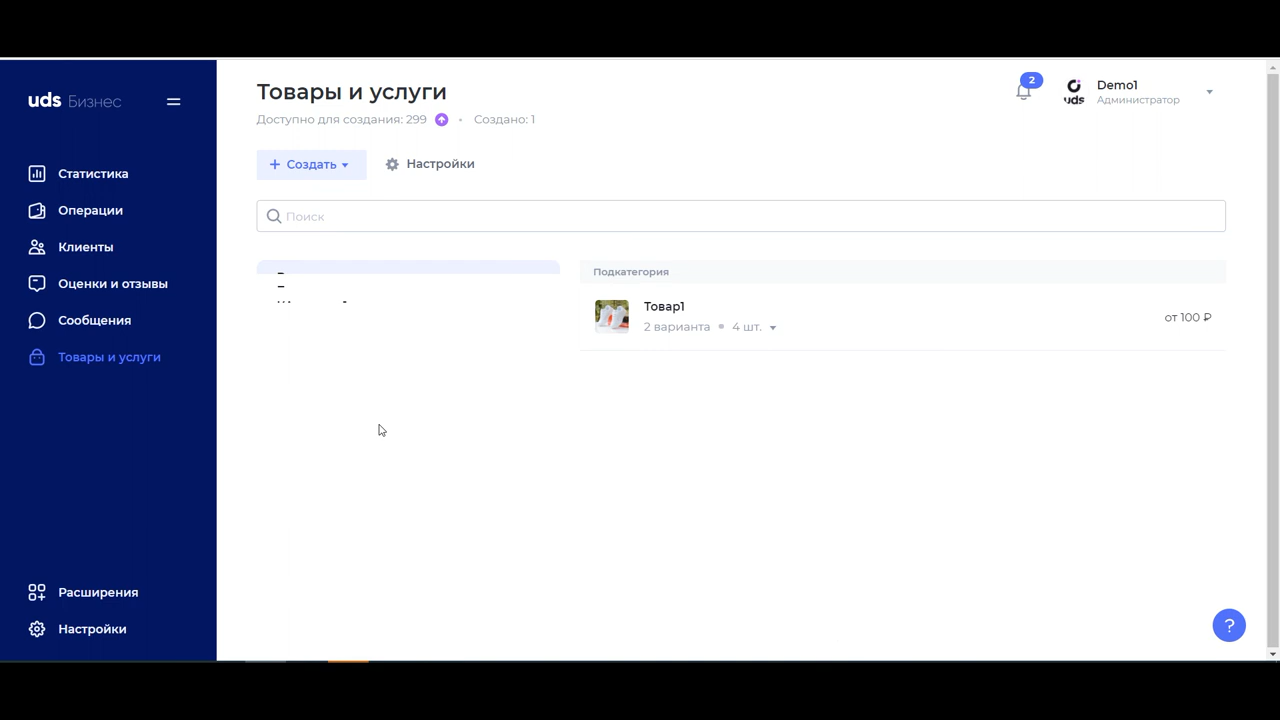 uds Бизнес
Статистика
Операции
Клиенты
Оценки и отзывы
Сообщения
Товары и услуги
Расширения
Настройки
Товары и услуги
Доступно для создания: 299 • Создано: 1
+ Создать
Настройки
Поиск
Подкатегория
Товар1
2 варианта 4 шт.
от 100 ₽
2
uds
Demo1
Администратор
?